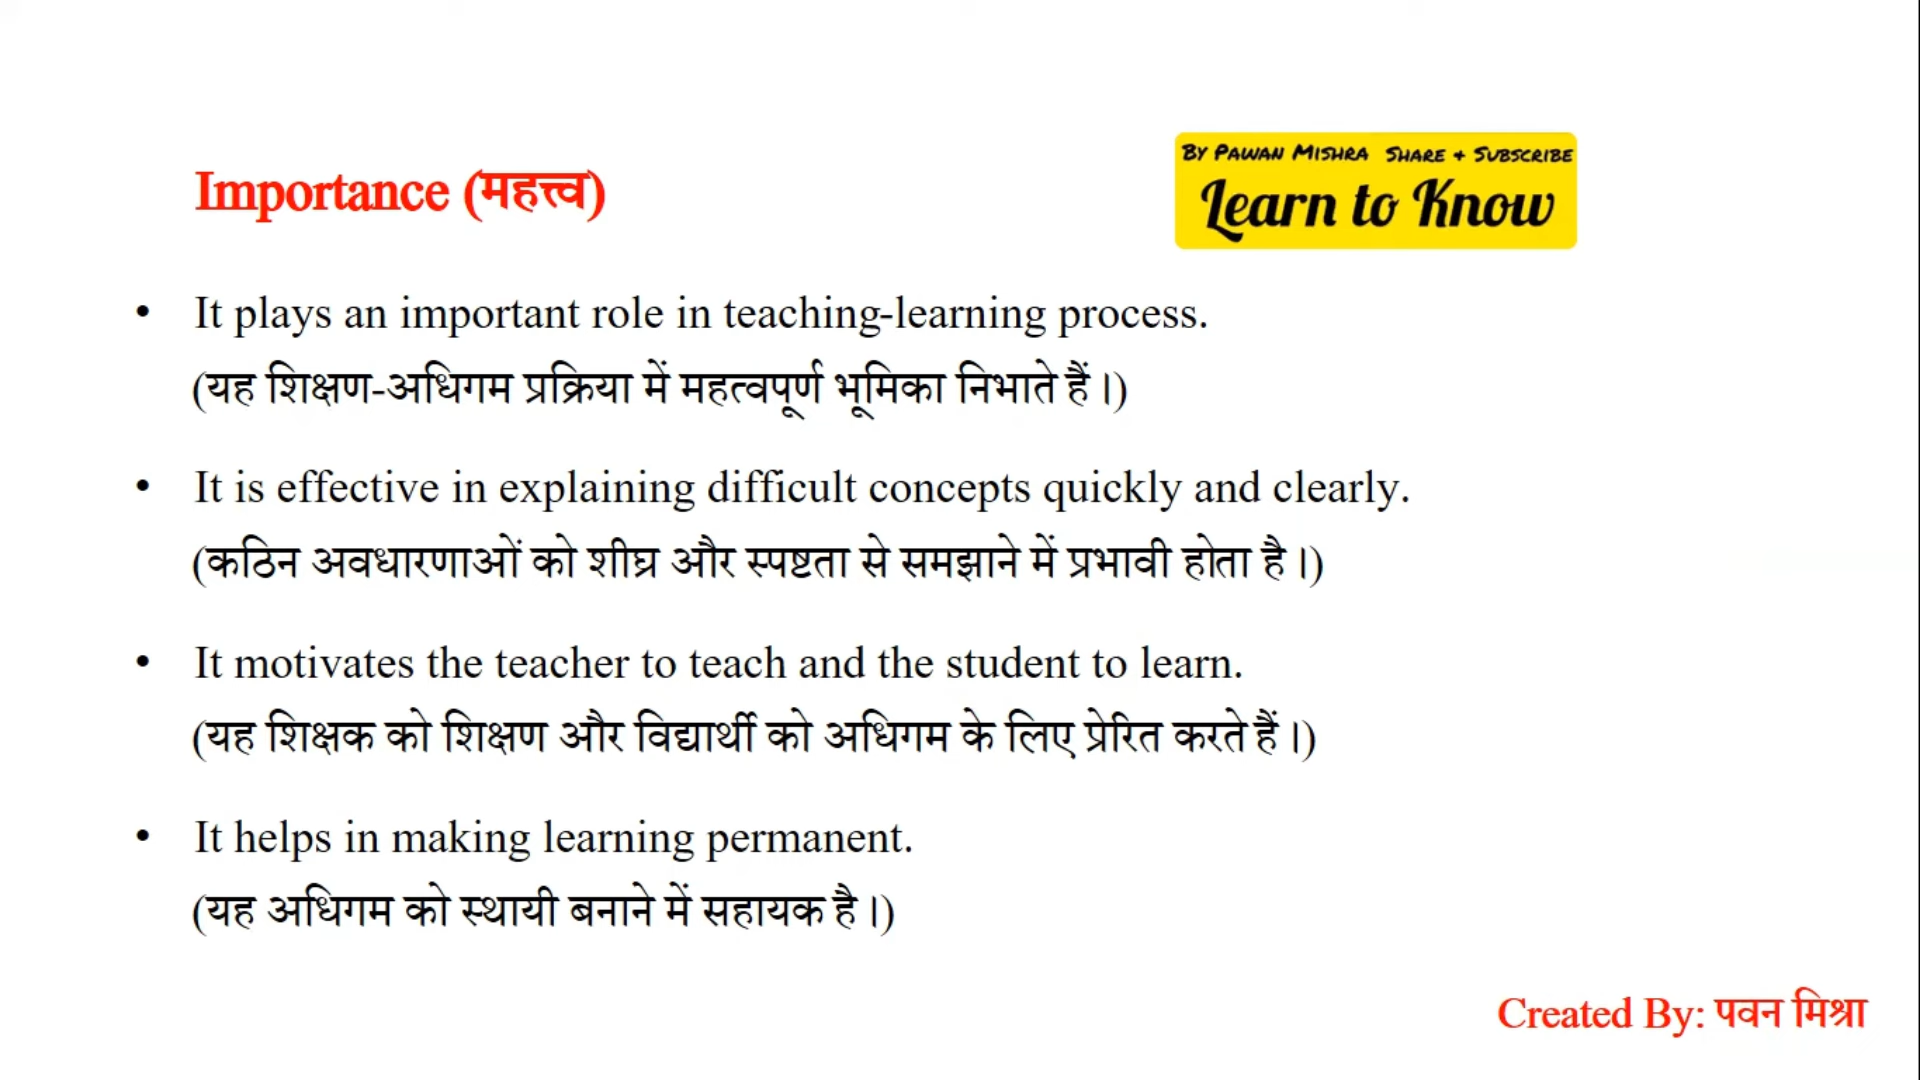 By Pawan Mishra Share + Subscribe
Learn to Know
Importance (महत्त्व)
• It plays an important role in teaching-learning process.
(यह शिक्षण-अधिगम प्रक्रिया में महत्वपूर्ण भूमिका निभाते हैं।)
• It is effective in explaining difficult concepts quickly and clearly.
(कठिन अवधारणाओं को शीघ्र और स्पष्टता से समझाने में प्रभावी होता है।)
• It motivates the teacher to teach and the student to learn.
(यह शिक्षक को शिक्षण और विद्यार्थी को अधिगम के लिए प्रेरित करते हैं।)
• It helps in making learning permanent.
(यह अधिगम को स्थायी बनाने में सहायक है।)
Created By: पवन मिश्रा